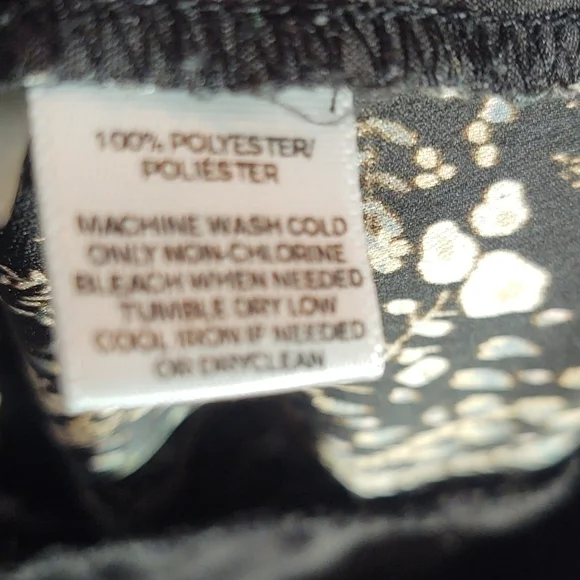 100% POLYESTER/
POLIÉSTER
MACHINE WASH COLD
ONLY NON-CHLORINE
BLEACH WHEN NEEDED
TUMBLE DRY LOW
COOL IRON IF NEEDED
OR DRYCLEAN